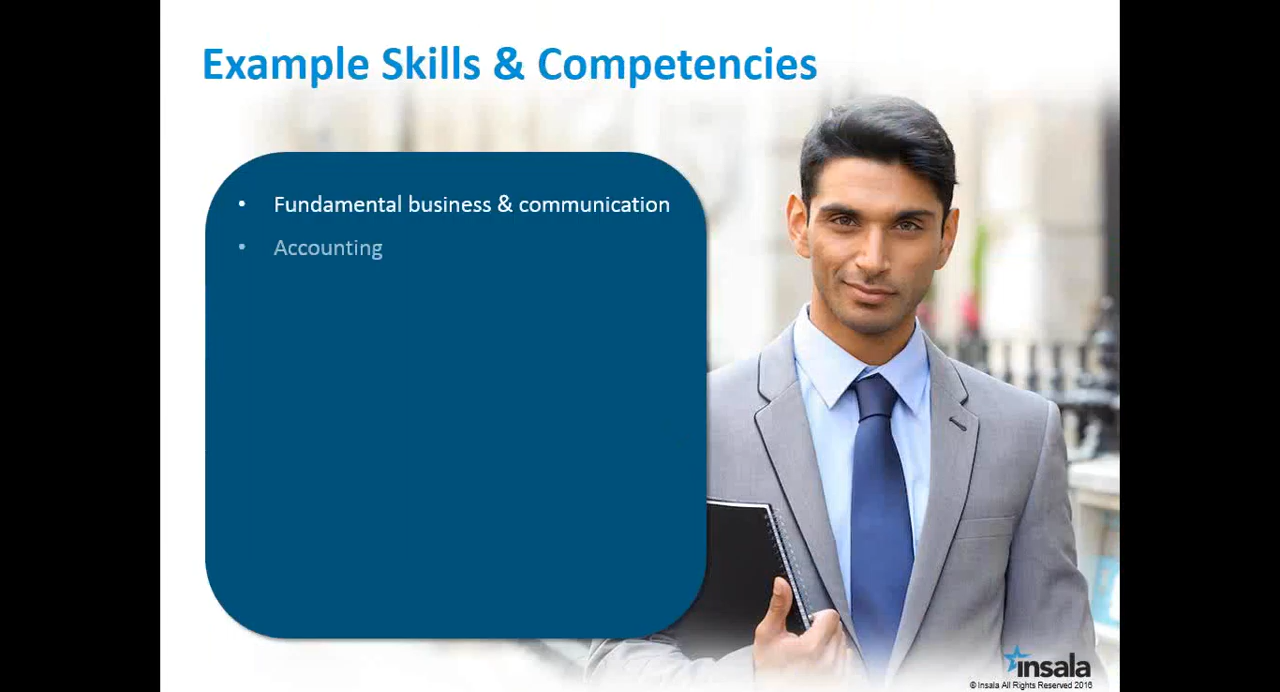 Example Skills & Competencies
• Fundamental business & communication
• Accounting
insala
© Insala All Rights Reserved 2016